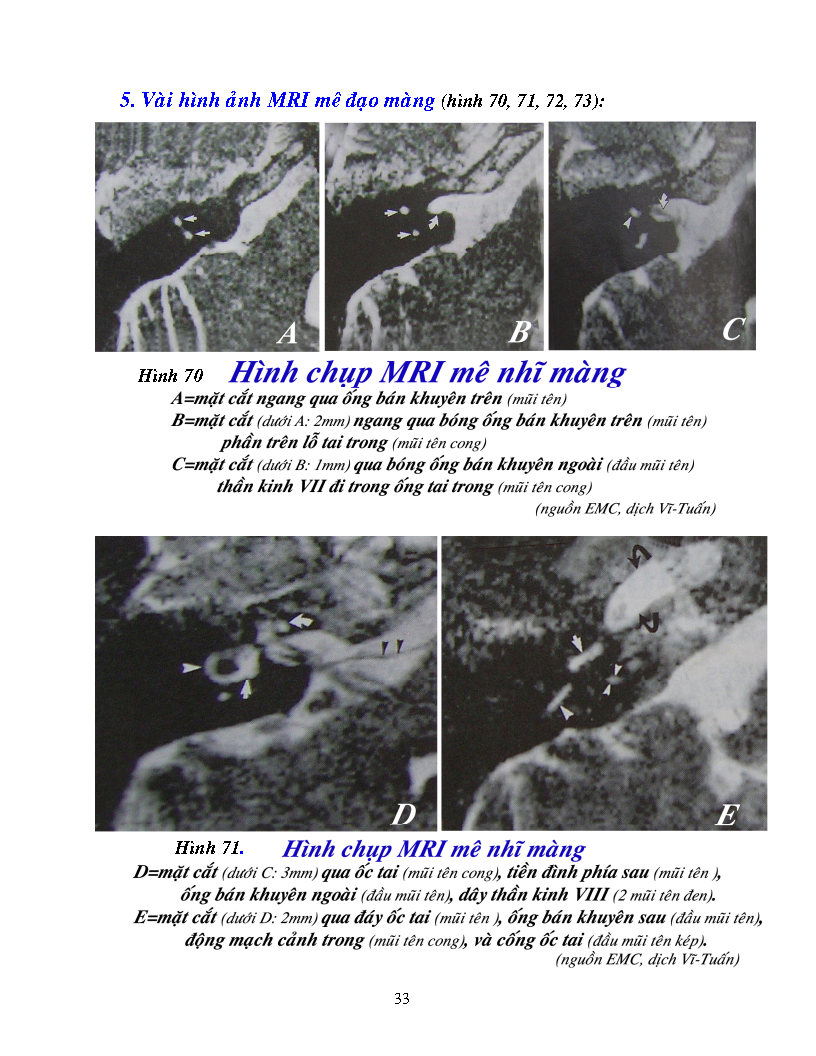 5. Vài hình ảnh MRI mê đạo màng (hình 70, 71, 72, 73):
A B C
Hình 70 Hình chụp MRI mê nhĩ màng
A=mặt cắt ngang qua ống bán khuyên trên (mũi tên)
B=mặt cắt (dưới A: 2mm) ngang qua bóng ống bán khuyên trên (mũi tên)
phần trên lỗ tai trong (mũi tên cong)
C=mặt cắt (dưới B: 1mm) qua bóng ống bán khuyên ngoài (đầu mũi tên)
thần kinh VII đi trong ống tai trong (mũi tên cong)
(nguồn EMC, dịch Vĩ-Tuấn)
D E
Hình 71. Hình chụp MRI mê nhĩ màng
D=mặt cắt (dưới C: 3mm) qua ốc tai (mũi tên cong), tiền đình phía sau (mũi tên ),
ống bán khuyên ngoài (đầu mũi tên), dây thần kinh VIII (2 mũi tên đen).
E=mặt cắt (dưới D: 2mm) qua đáy ốc tai (mũi tên ), ống bán khuyên sau (đầu mũi tên),
động mạch cảnh trong (mũi tên cong), và cống ốc tai (đầu mũi tên kép).
(nguồn EMC, dịch Vĩ-Tuấn)
33